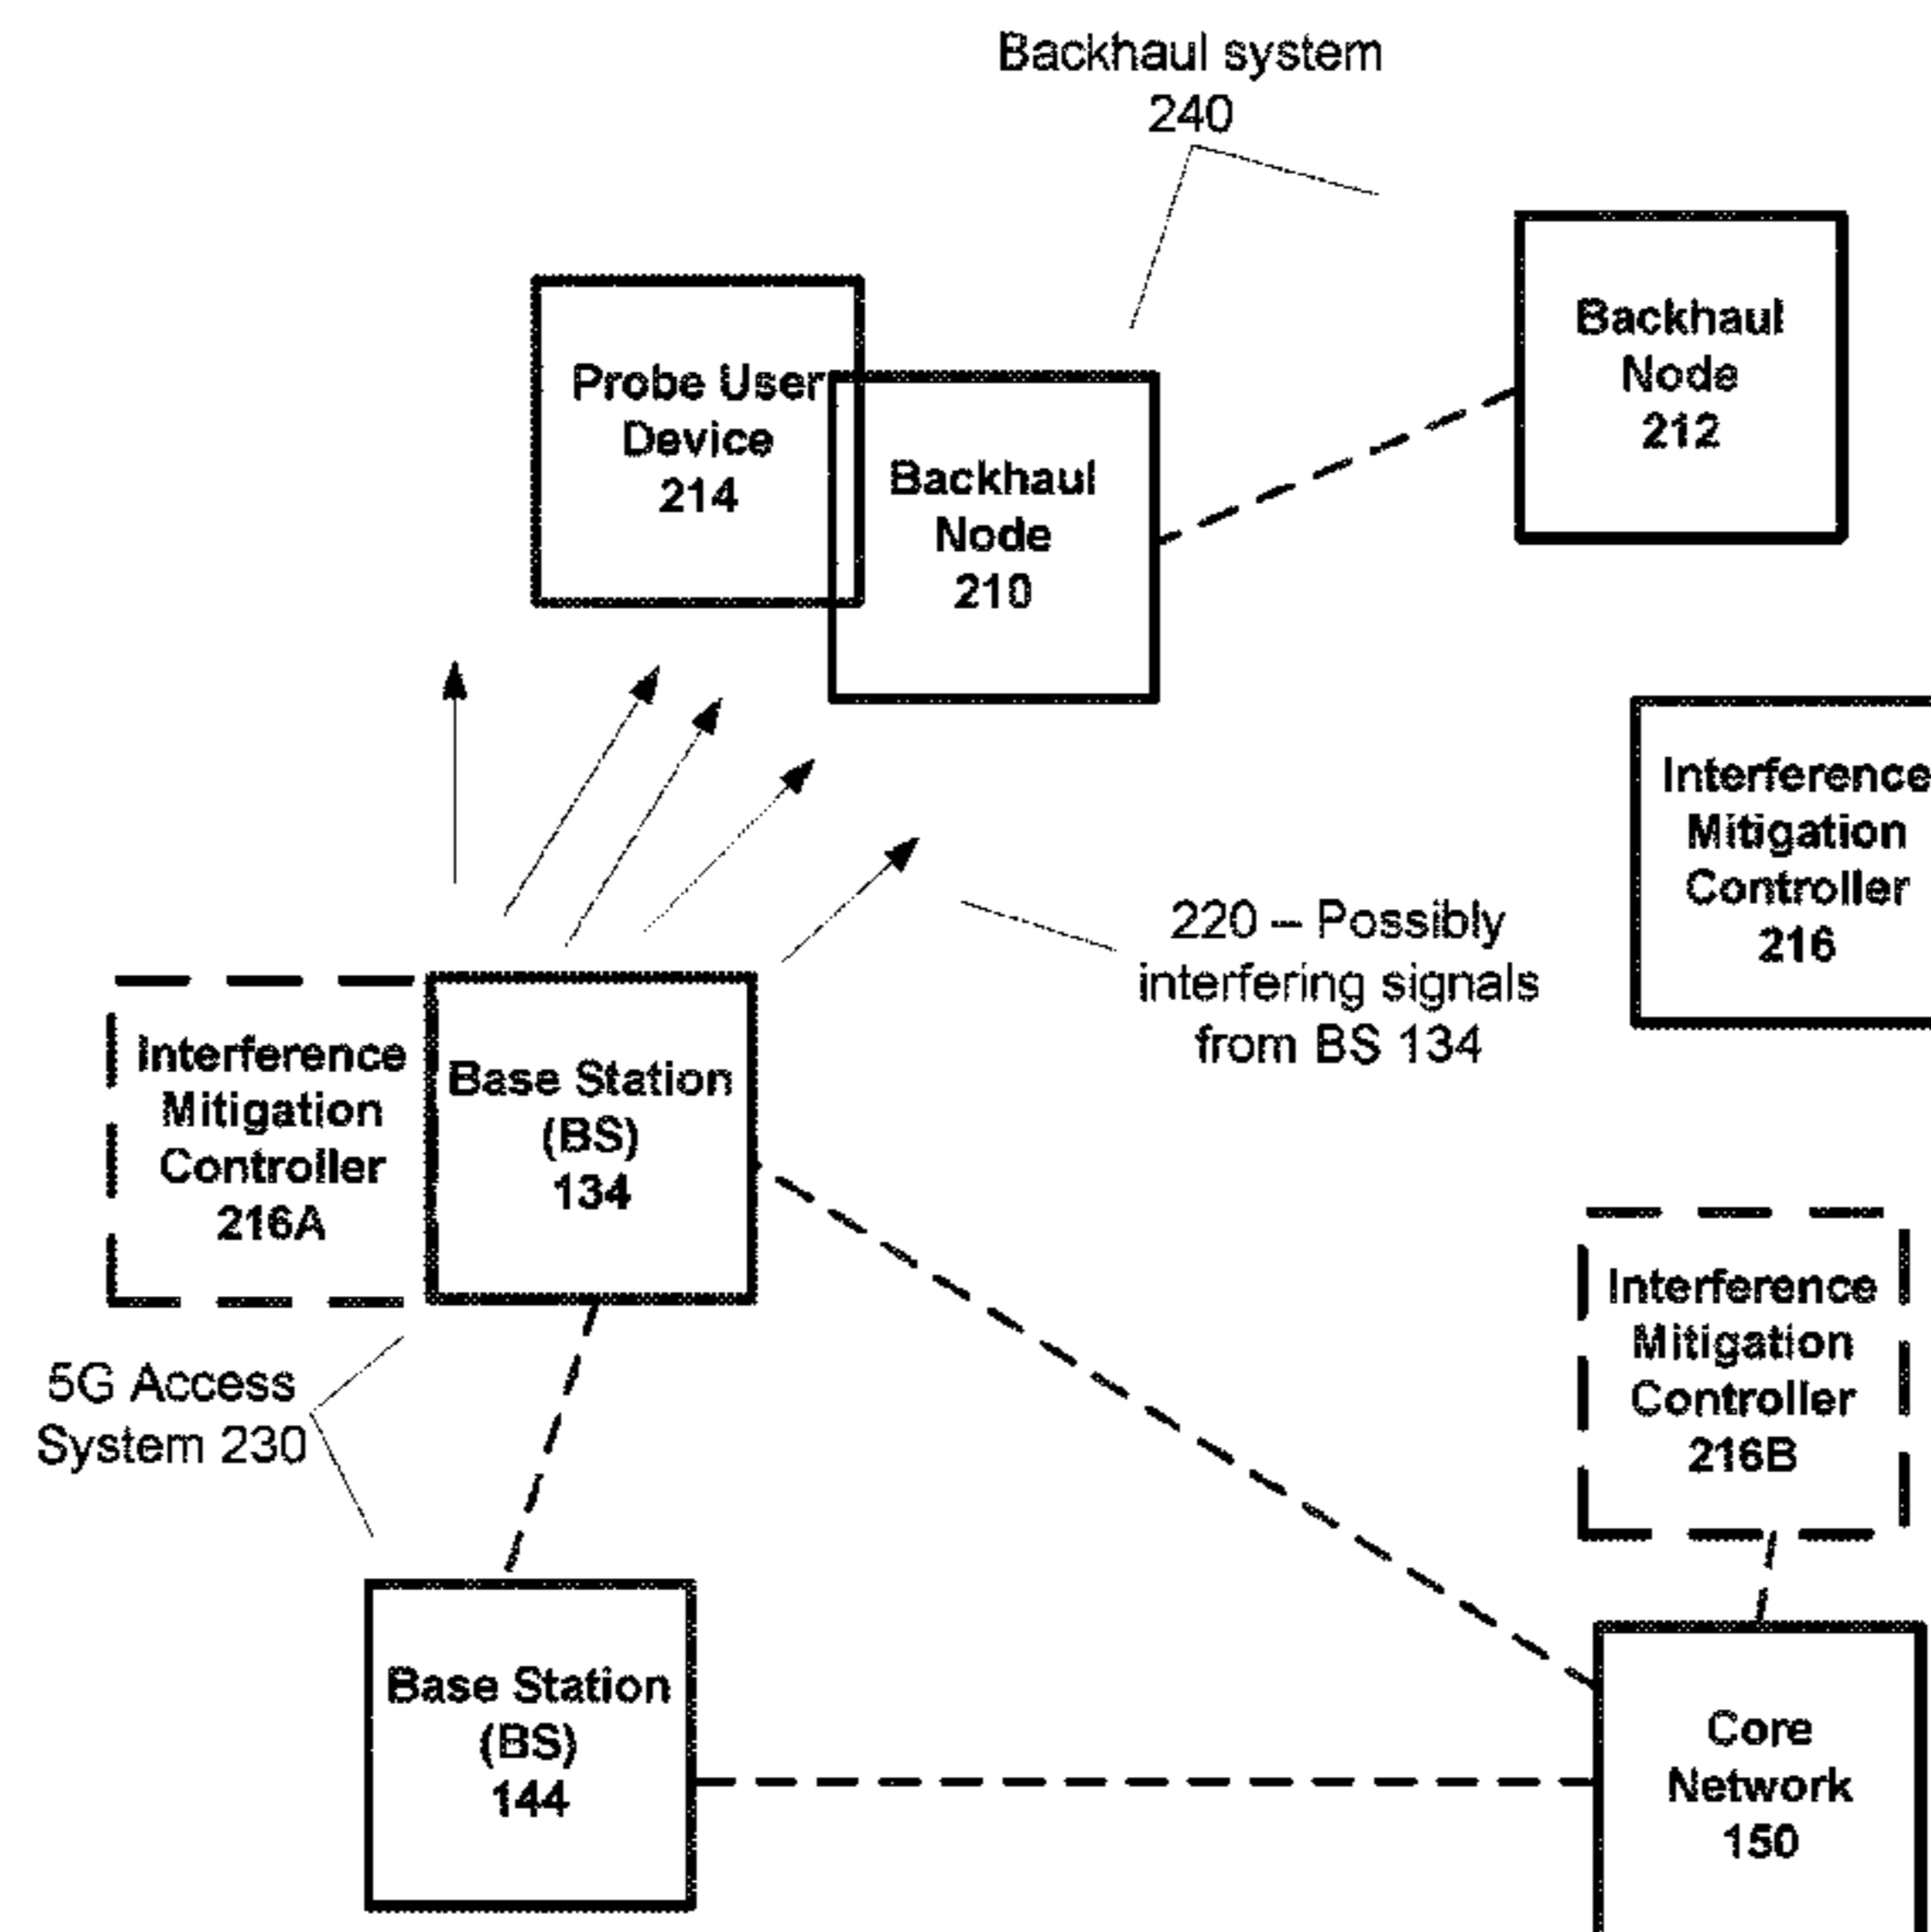 Backhaul system
240
Backhaul
Node
212
Probe User
Device
214
Backhaul
Node
210
Interference
Mitigation
Controller
216
220 – Possibly
interfering signals
from BS 134
Interference
Mitigation
Controller
216A
Base Station
(BS)
134
Interference
Mitigation
Controller
216B
5G Access
System 230
Base Station
(BS)
144
Core
Network
150